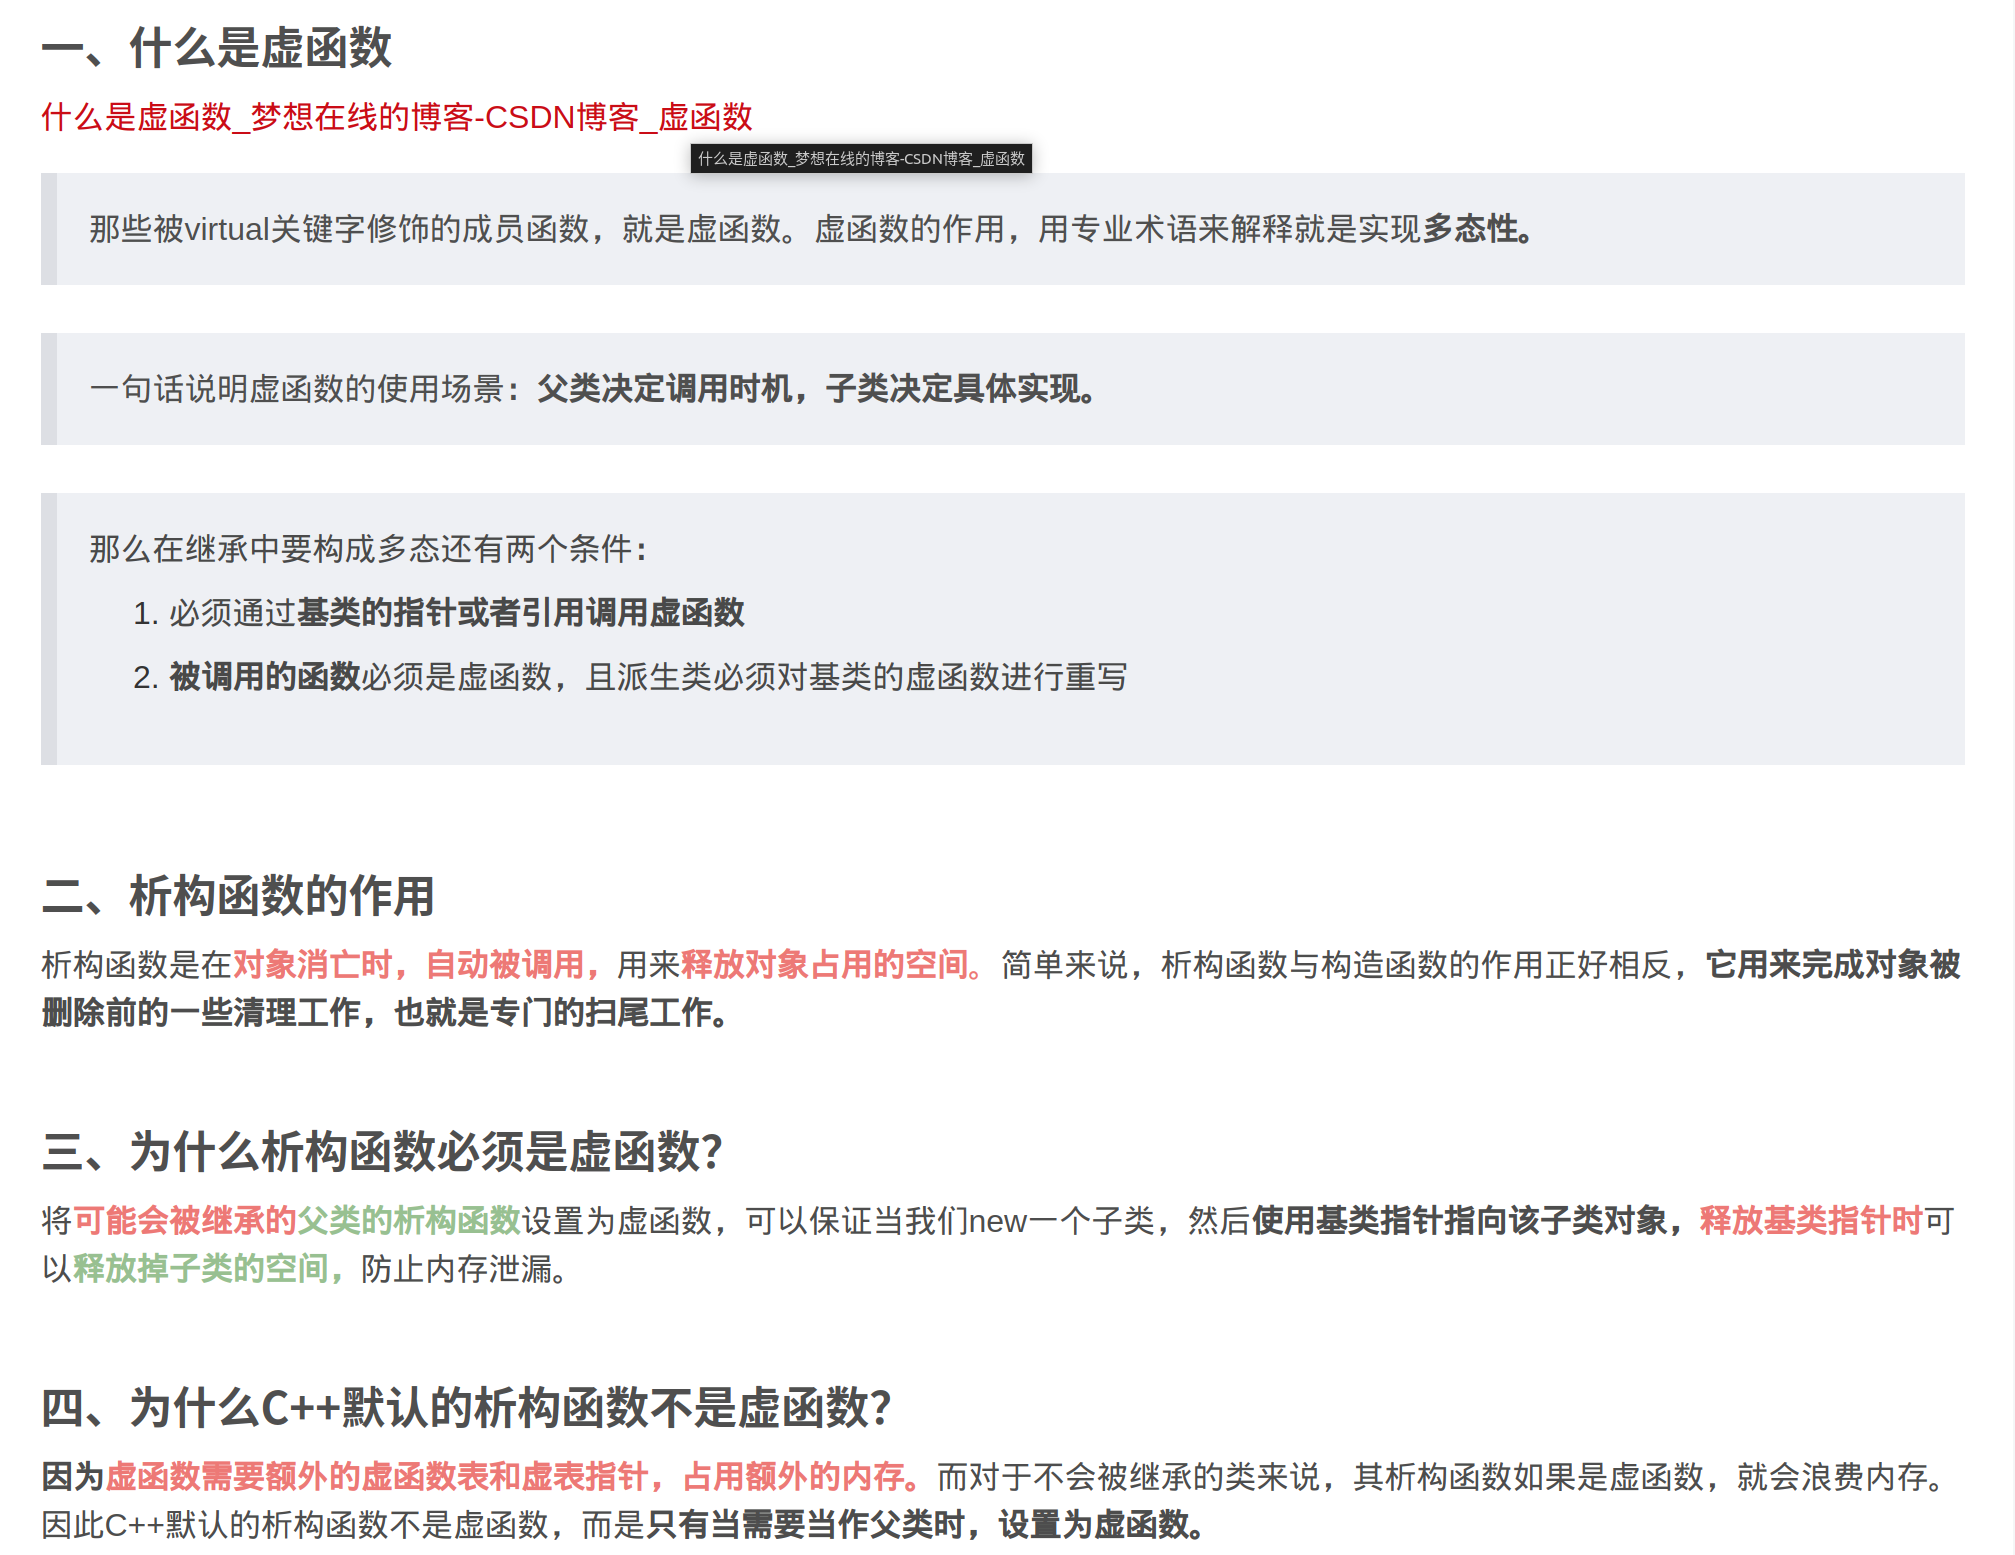 一、什么是虚函数
什么是虚函数_梦想在线的博客-CSDN博客_虚函数
什么是虚函数_梦想在线的博客-CSDN博客_虚函数
那些被virtual关键字修饰的成员函数，就是虚函数。虚函数的作用，用专业术语来解释就是实现多态性。
一句话说明虚函数的使用场景：父类决定调用时机，子类决定具体实现。
那么在继承中要构成多态还有两个条件：
1. 必须通过基类的指针或者引用调用虚函数
2. 被调用的函数必须是虚函数，且派生类必须对基类的虚函数进行重写
二、析构函数的作用
析构函数是在对象消亡时，自动被调用，用来释放对象占用的空间。简单来说，析构函数与构造函数的作用正好相反，它用来完成对象被
删除前的一些清理工作，也就是专门的扫尾工作。
三、为什么析构函数必须是虚函数？
将可能会被继承的父类的析构函数设置为虚函数，可以保证当我们new一个子类，然后使用基类指针指向该子类对象，释放基类指针时可
以释放掉子类的空间，防止内存泄漏。
四、为什么C++默认的析构函数不是虚函数？
因为虚函数需要额外的虚函数表和虚表指针，占用额外的内存。而对于不会被继承的类来说，其析构函数如果是虚函数，就会浪费内存。
因此C++默认的析构函数不是虚函数，而是只有当需要当作父类时，设置为虚函数。